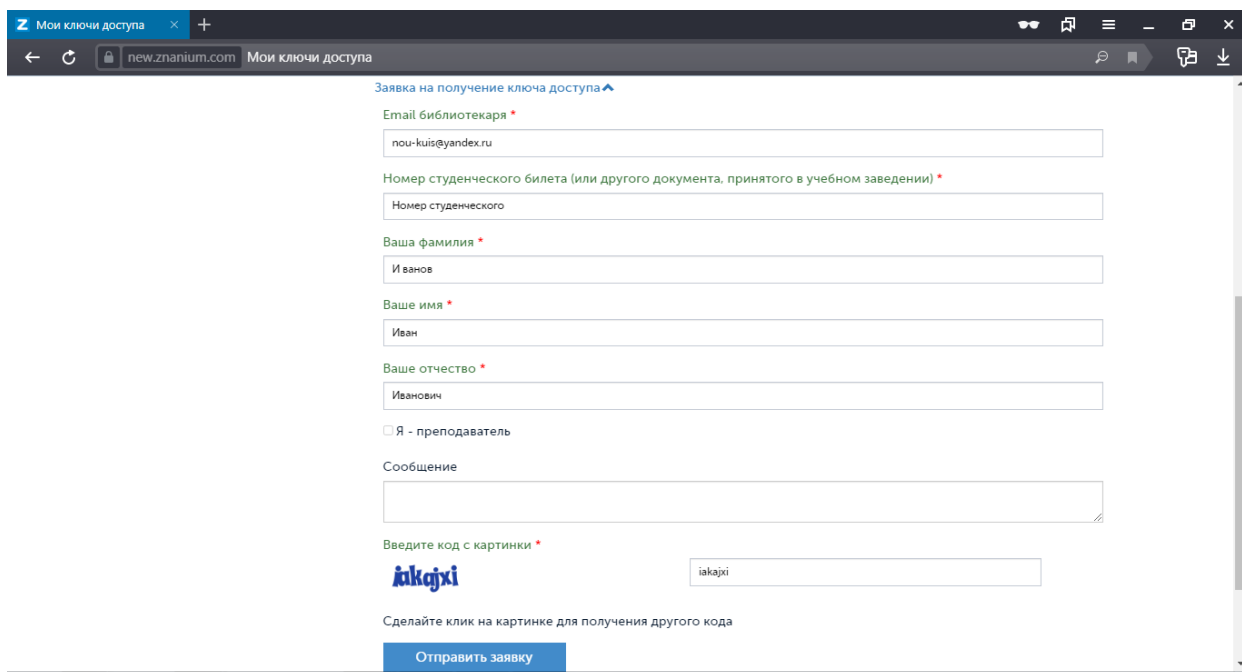 Z Мои ключи доступа
new.znanium.com Мои ключи доступа
Заявка на получение ключа доступа
Email библиотекаря *
nou-kuis@yandex.ru
Номер студенческого билета (или другого документа, принятого в учебном заведении) *
Номер студенческого
Ваша фамилия *
И ванов
Ваше имя *
Иван
Ваше отчество *
Иванович
Я - преподаватель
Сообщение
Введите код с картинки *
iakajxi iakajxi
Сделайте клик на картинке для получения другого кода
Отправить заявку